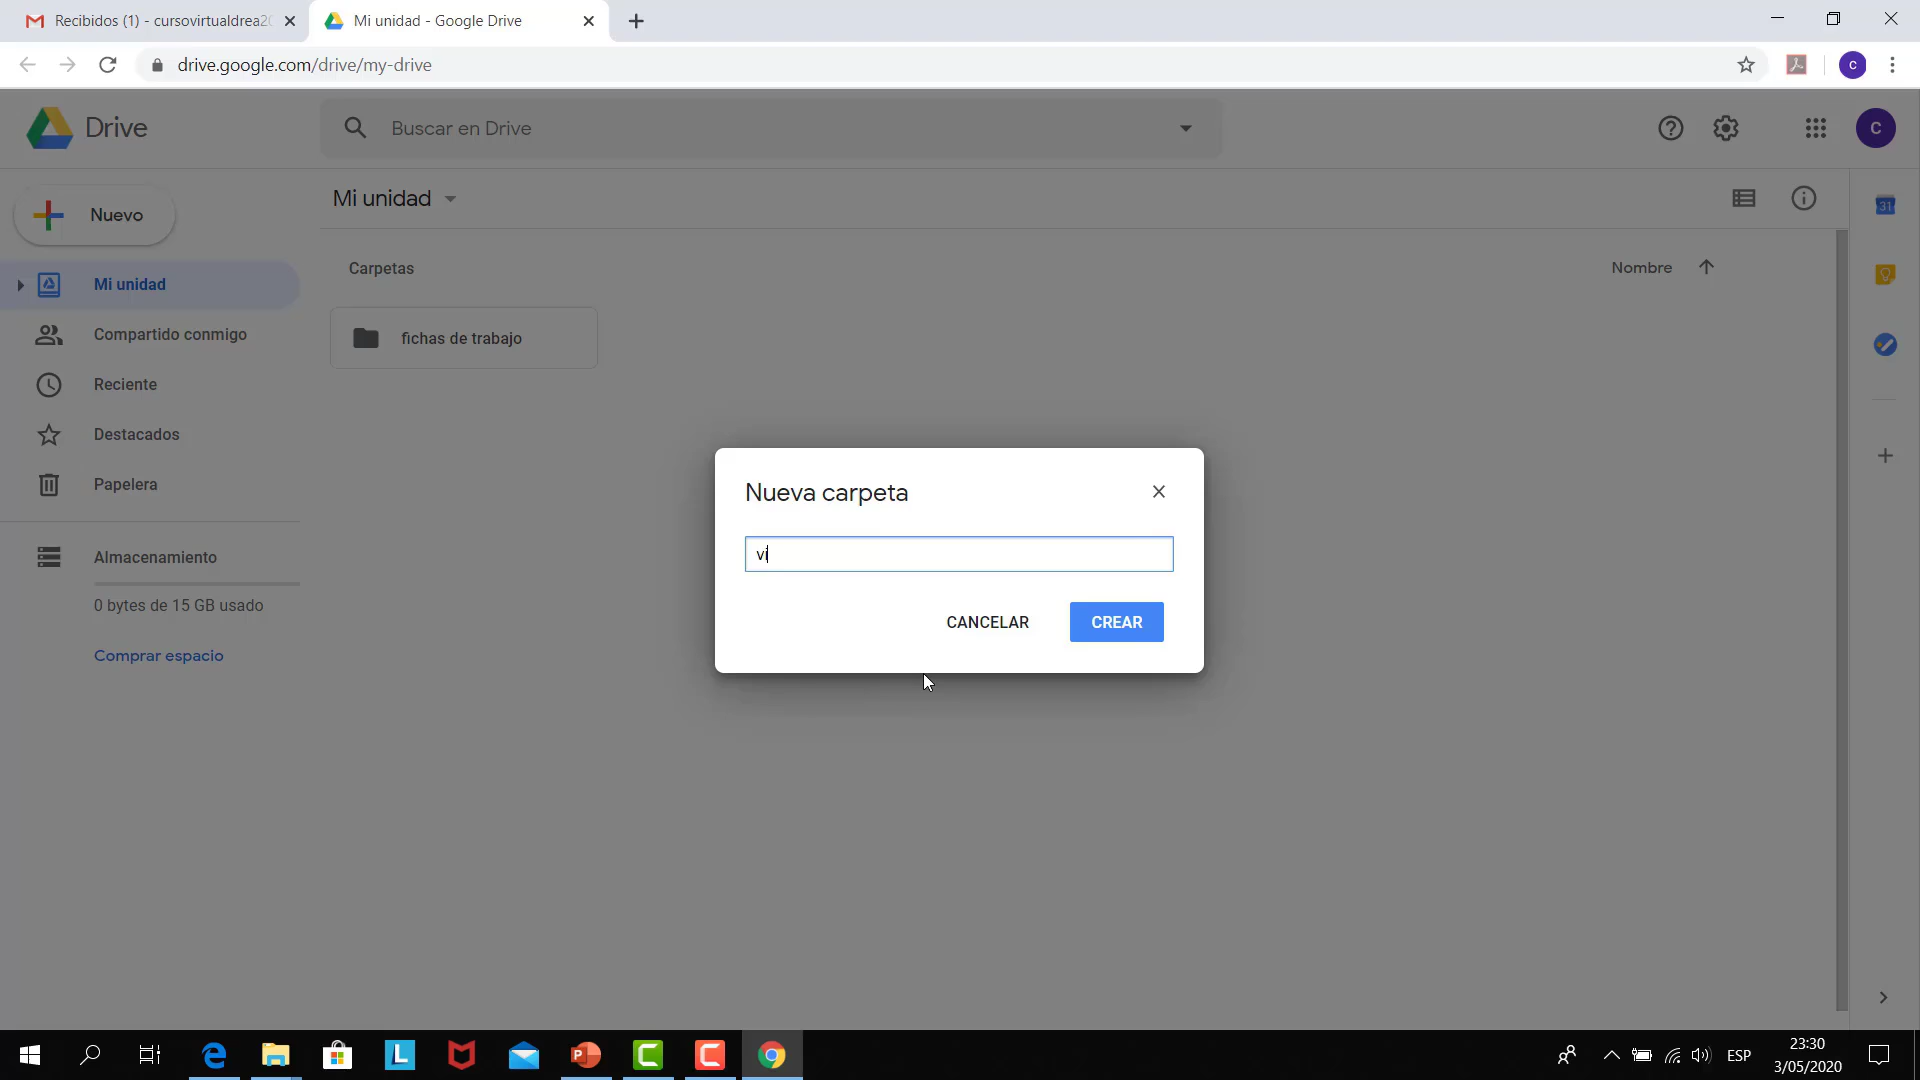 Recibidos (1) - cursovirtualdrea20
Mi unidad - Google Drive
drive.google.com/drive/my-drive
C
Drive
Buscar en Drive
C
Nuevo
Mi unidad
Mi unidad
Compartido conmigo
Reciente
Destacados
Papelera
Almacenamiento
0 bytes de 15 GB usado
Comprar espacio
Carpetas
Nombre
fichas de trabajo
31
Nueva carpeta
vi
CANCELAR
CREAR
ESP
23:30
3/05/2020